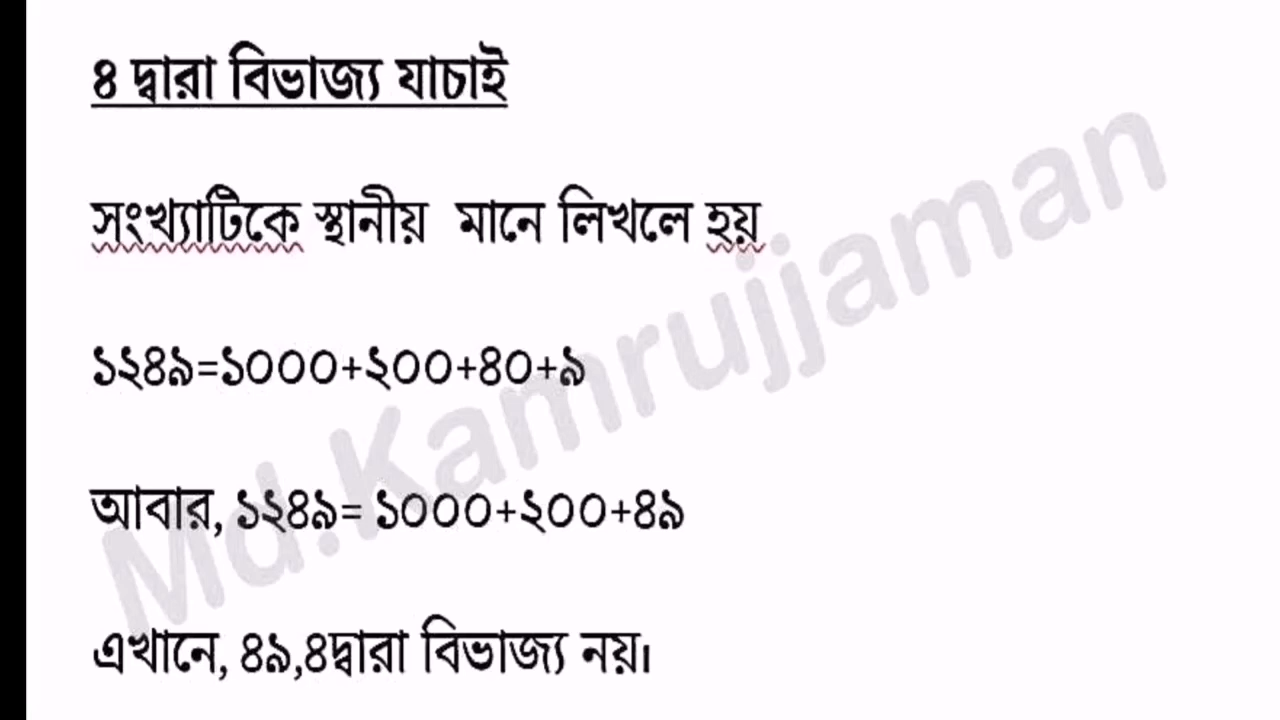 ৪ দ্বারা বিভাজ্য যাচাই
সংখ্যাটিকে স্থানীয় মানে লিখলে হয়
১২৪৯=১০০০+২০০+৪০+৯
আবার, ১২৪৯= ১০০০+২০০+৪৯
এখানে, ৪৯,৪দ্বারা বিভাজ্য নয়।
Md.Kamrujjaman